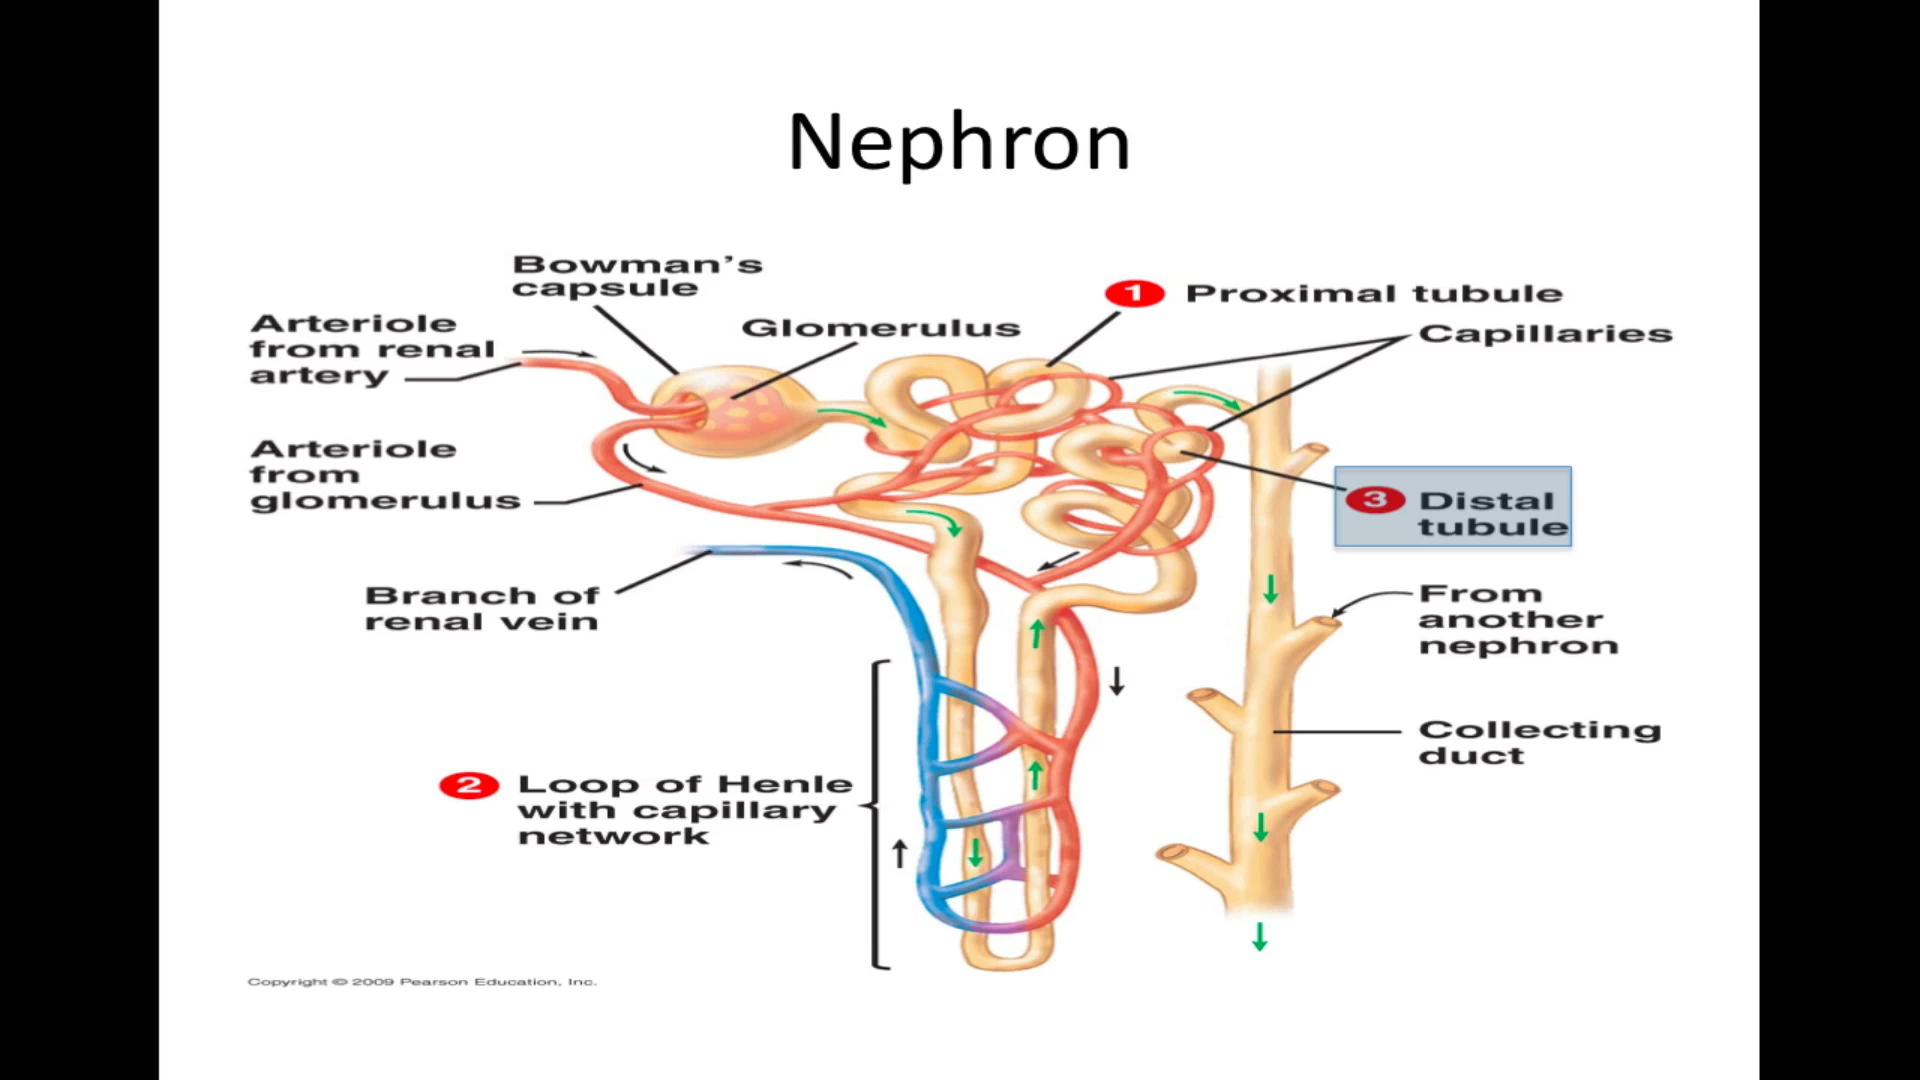 Nephron
Bowman's
capsule
Glomerulus
1 Proximal tubule
Capillaries
Arteriole
from renal
artery
Arteriole
from
glomerulus
3 Distal
tubule
Branch of
renal vein
From
another
nephron
Collecting
duct
2 Loop of Henle
with capillary
network
Copyright © 2009 Pearson Education, Inc.